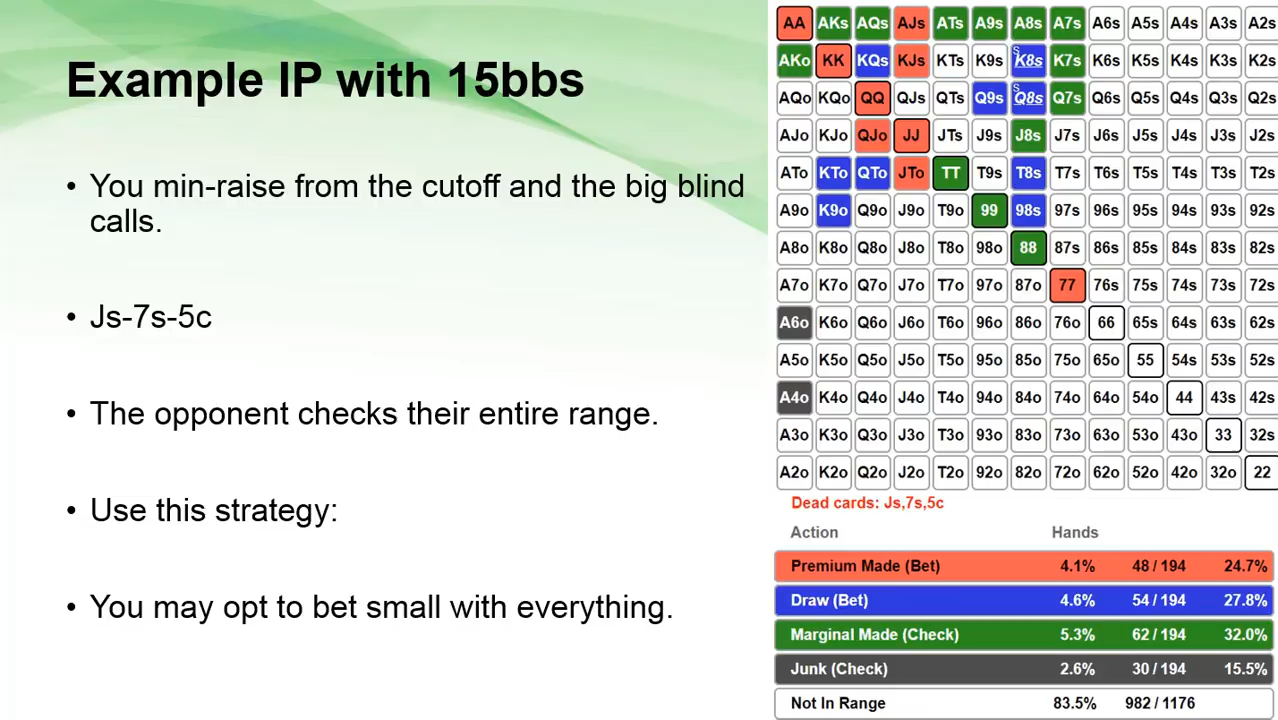 Example IP with 15bbs
• You min-raise from the cutoff and the big blind
calls.
• Js-7s-5c
• The opponent checks their entire range.
• Use this strategy:
• You may opt to bet small with everything.
AA AKs AQs AJs ATs A9s A8s A7s A6s A5s A4s A3s A2s
AKo KK KQs KJs KTs K9s S K8s K7s K6s K5s K4s K3s K2s
AQo KQo QQ QJs QTs Q9s S Q8s Q7s Q6s Q5s Q4s Q3s Q2s
AJo KJo QJo JJ JTs J9s J8s J7s J6s J5s J4s J3s J2s
ATo KTo QTo JTo TT T9s T8s T7s T6s T5s T4s T3s T2s
A9o K9o Q9o J9o T9o 99 98s 97s 96s 95s 94s 93s 92s
A8o K8o Q8o J8o T8o 98o 88 87s 86s 85s 84s 83s 82s
A7o K7o Q7o J7o T7o 97o 87o 77 76s 75s 74s 73s 72s
A6o K6o Q6o J6o T6o 96o 86o 76o 66 65s 64s 63s 62s
A5o K5o Q5o J5o T5o 95o 85o 75o 65o 55 54s 53s 52s
A4o K4o Q4o J4o T4o 94o 84o 74o 64o 54o 44 43s 42s
A3o K3o Q3o J3o T3o 93o 83o 73o 63o 53o 43o 33 32s
A2o K2o Q2o J2o T2o 92o 82o 72o 62o 52o 42o 32o 22
Dead cards: Js,7s,5c
Action Hands
Premium Made (Bet) 4.1% 48 / 194 24.7%
Draw (Bet) 4.6% 54 / 194 27.8%
Marginal Made (Check) 5.3% 62 / 194 32.0%
Junk (Check) 2.6% 30 / 194 15.5%
Not In Range 83.5% 982 / 1176